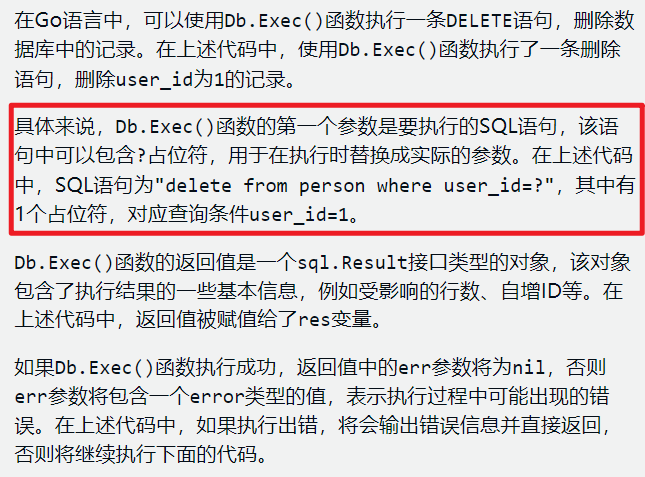 在Go语言中，可以使用Db.Exec()函数执行一条DELETE语句，删除数
据库中的记录。在上述代码中，使用Db.Exec()函数执行了一条删除
语句，删除user_id为1的记录。
具体来说，Db.Exec()函数的第一个参数是要执行的SQL语句，该语
句中可以包含?占位符，用于在执行时替换成实际的参数。在上述代码
中，SQL语句为"delete from person where user_id=?"，其中有
1个占位符，对应查询条件user_id=1。
Db.Exec()函数的返回值是一个sql.Result接口类型的对象，该对象
包含了执行结果的一些基本信息，例如受影响的行数、自增ID等。在
上述代码中，返回值被赋值给了res变量。
如果Db.Exec()函数执行成功，返回值中的err参数将为nil，否则
err参数将包含一个error类型的值，表示执行过程中可能出现的错
误。在上述代码中，如果执行出错，将会输出错误信息并直接返回，
否则将继续执行下面的代码。